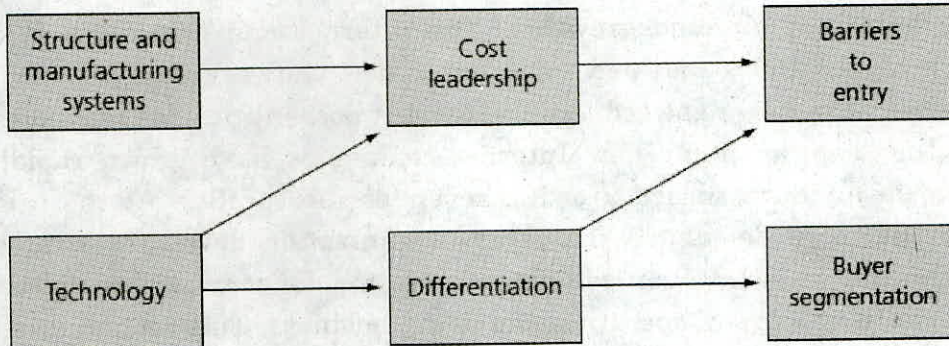 Structure and
manufacturing
systems
Cost
leadership
Barriers
to
entry
Technology
Differentiation
Buyer
segmentation